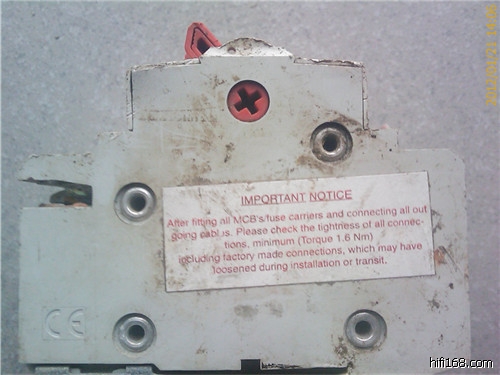 IMPORTANT NOTICE
After fitting all MCB's/fuse carriers and connecting all out
going cables. Please check the tightness of all connec-
tions, minimum (Torque 1.6 Nm)
including factory made connections, which may have
loosened during installation or transit.
CE
hifi168.com